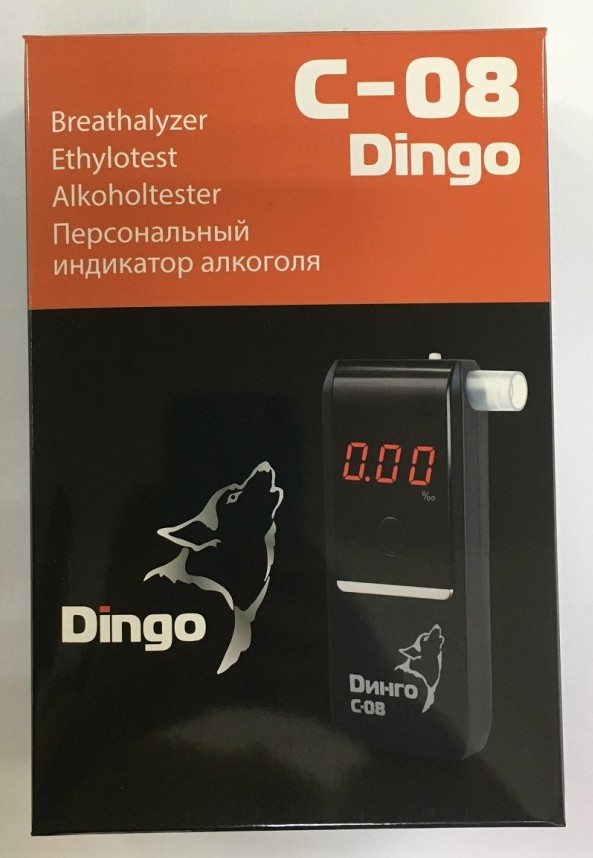 C-08
Dingo
Breathalyzer
Ethylotest
Alkoholtester
Персональный
индикатор алкоголя
0.00
‰
Dingo
Динго
C-08